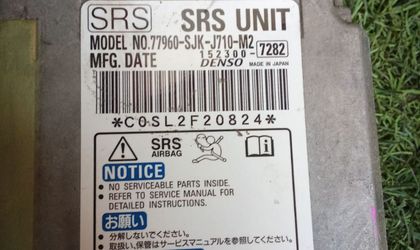 SRS SRS UNIT
MODEL NO.77960-SJK-J710-M2
152300-7282
MFG. DATE DENSO MADE IN JAPAN
*C0SL2F20824*
SRS
AIRBAG
NOTICE
• NO SERVICEABLE PARTS INSIDE.
• REFER TO SERVICE MANUAL FOR
DETAILED INSTRUCTIONS.
お願い
• 分解しないでください。
• 取扱い、保管はサービスマニュアルを参照ください。